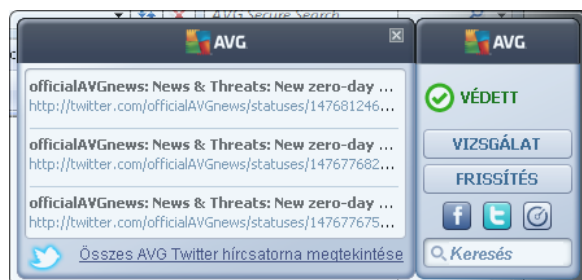 AVG Secure Search
AVG
officialAVGnews: News & Threats: New zero-day ...
http://twitter.com/officialAVGnews/statuses/147681246...
officialAVGnews: News & Threats: New zero-day ...
http://twitter.com/officialAVGnews/statuses/147677682...
officialAVGnews: News & Threats: New zero-day ...
http://twitter.com/officialAVGnews/statuses/147677675...
Összes AVG Twitter hírcsatorna megtekintése
AVG
VÉDETT
VIZSGÁLAT
FRISSÍTÉS
Keresés